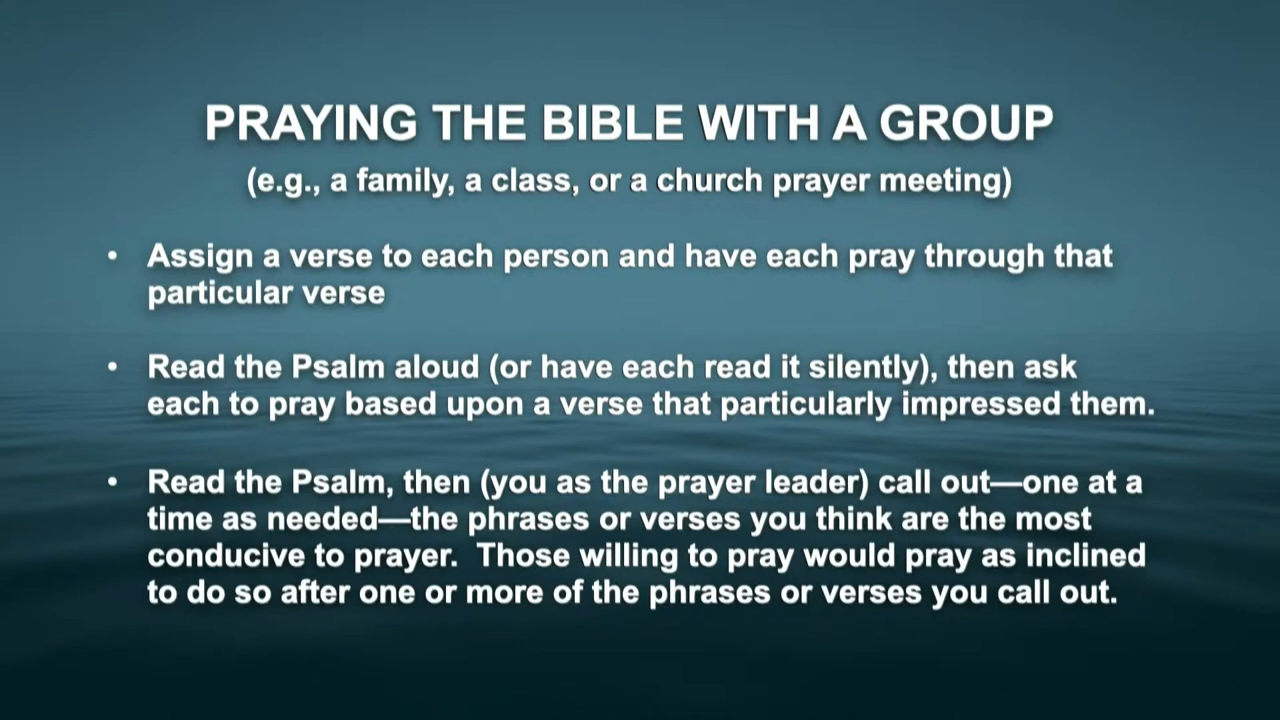 PRAYING THE BIBLE WITH A GROUP
(e.g., a family, a class, or a church prayer meeting)
• Assign a verse to each person and have each pray through that
particular verse
• Read the Psalm aloud (or have each read it silently), then ask
each to pray based upon a verse that particularly impressed them.
• Read the Psalm, then (you as the prayer leader) call out—one at a
time as needed—the phrases or verses you think are the most
conducive to prayer.  Those willing to pray would pray as inclined
to do so after one or more of the phrases or verses you call out.